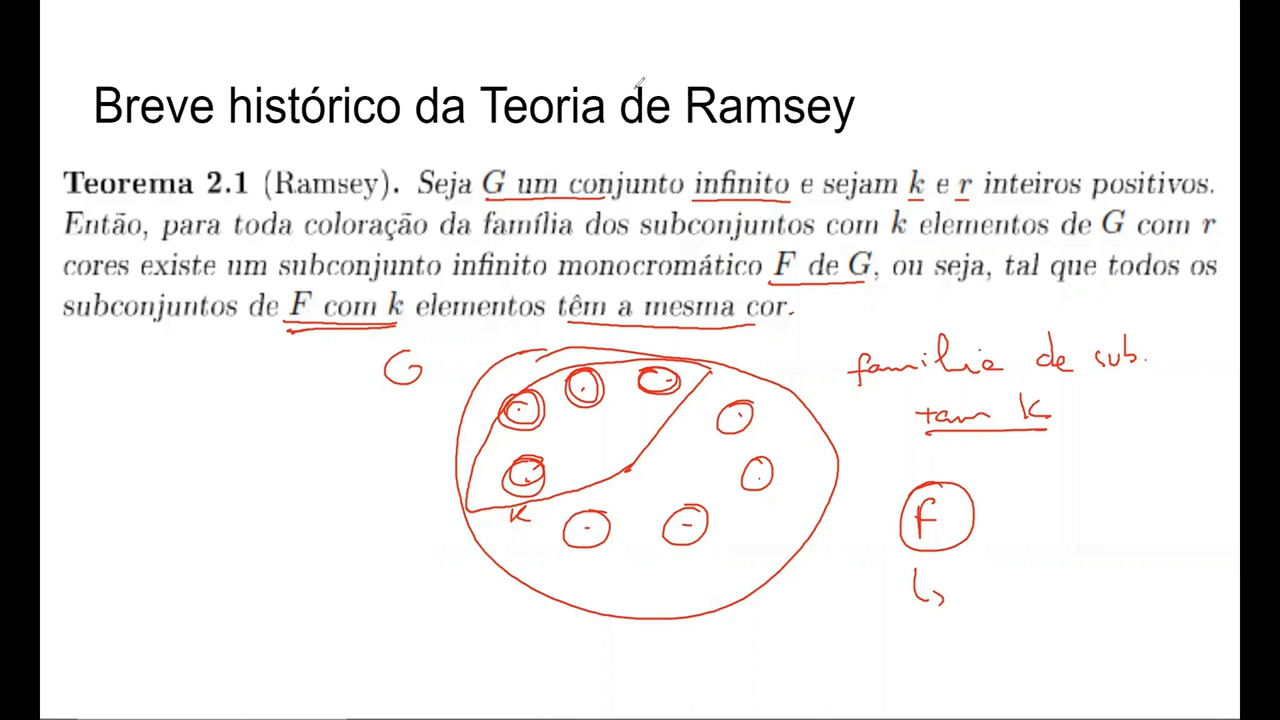 Breve histórico da Teoria de Ramsey
Teorema 2.1 (Ramsey). Seja G um conjunto infinito e sejam k e r inteiros positivos.
Então, para toda coloração da família dos subconjuntos com k elementos de G com r
cores existe um subconjunto infinito monocromático F de G, ou seja, tal que todos os
subconjuntos de F com k elementos têm a mesma cor.
G
familia de sub.
tam K
K
F